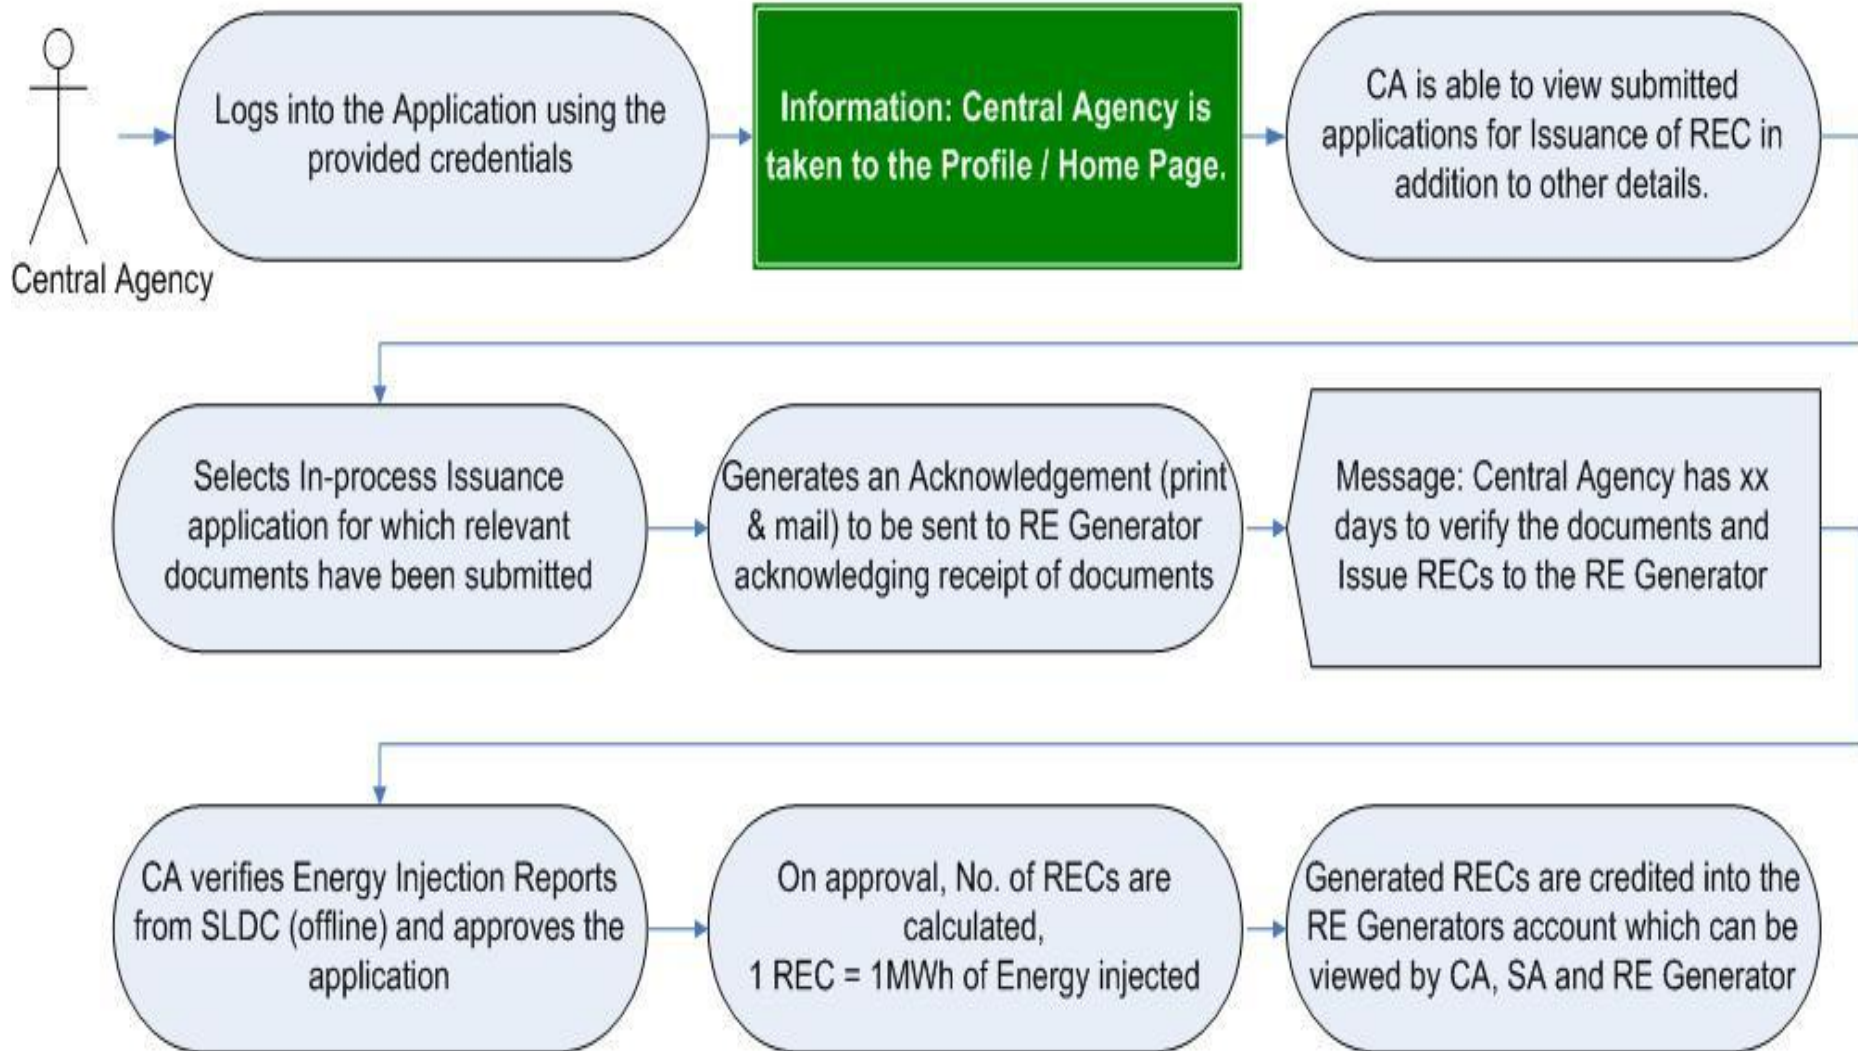 Logs into the Application using the
provided credentials
Information: Central Agency is
taken to the Profile / Home Page.
CA is able to view submitted
applications for Issuance of REC in
addition to other details.
Central Agency
Selects In-process Issuance
application for which relevant
documents have been submitted
Generates an Acknowledgement (print
& mail) to be sent to RE Generator
acknowledging receipt of documents
Message: Central Agency has xx
days to verify the documents and
Issue RECs to the RE Generator
CA verifies Energy Injection Reports
from SLDC (offline) and approves the
application
On approval, No. of RECs are
calculated,
1 REC = 1MWh of Energy injected
Generated RECs are credited into the
RE Generators account which can be
viewed by CA, SA and RE Generator